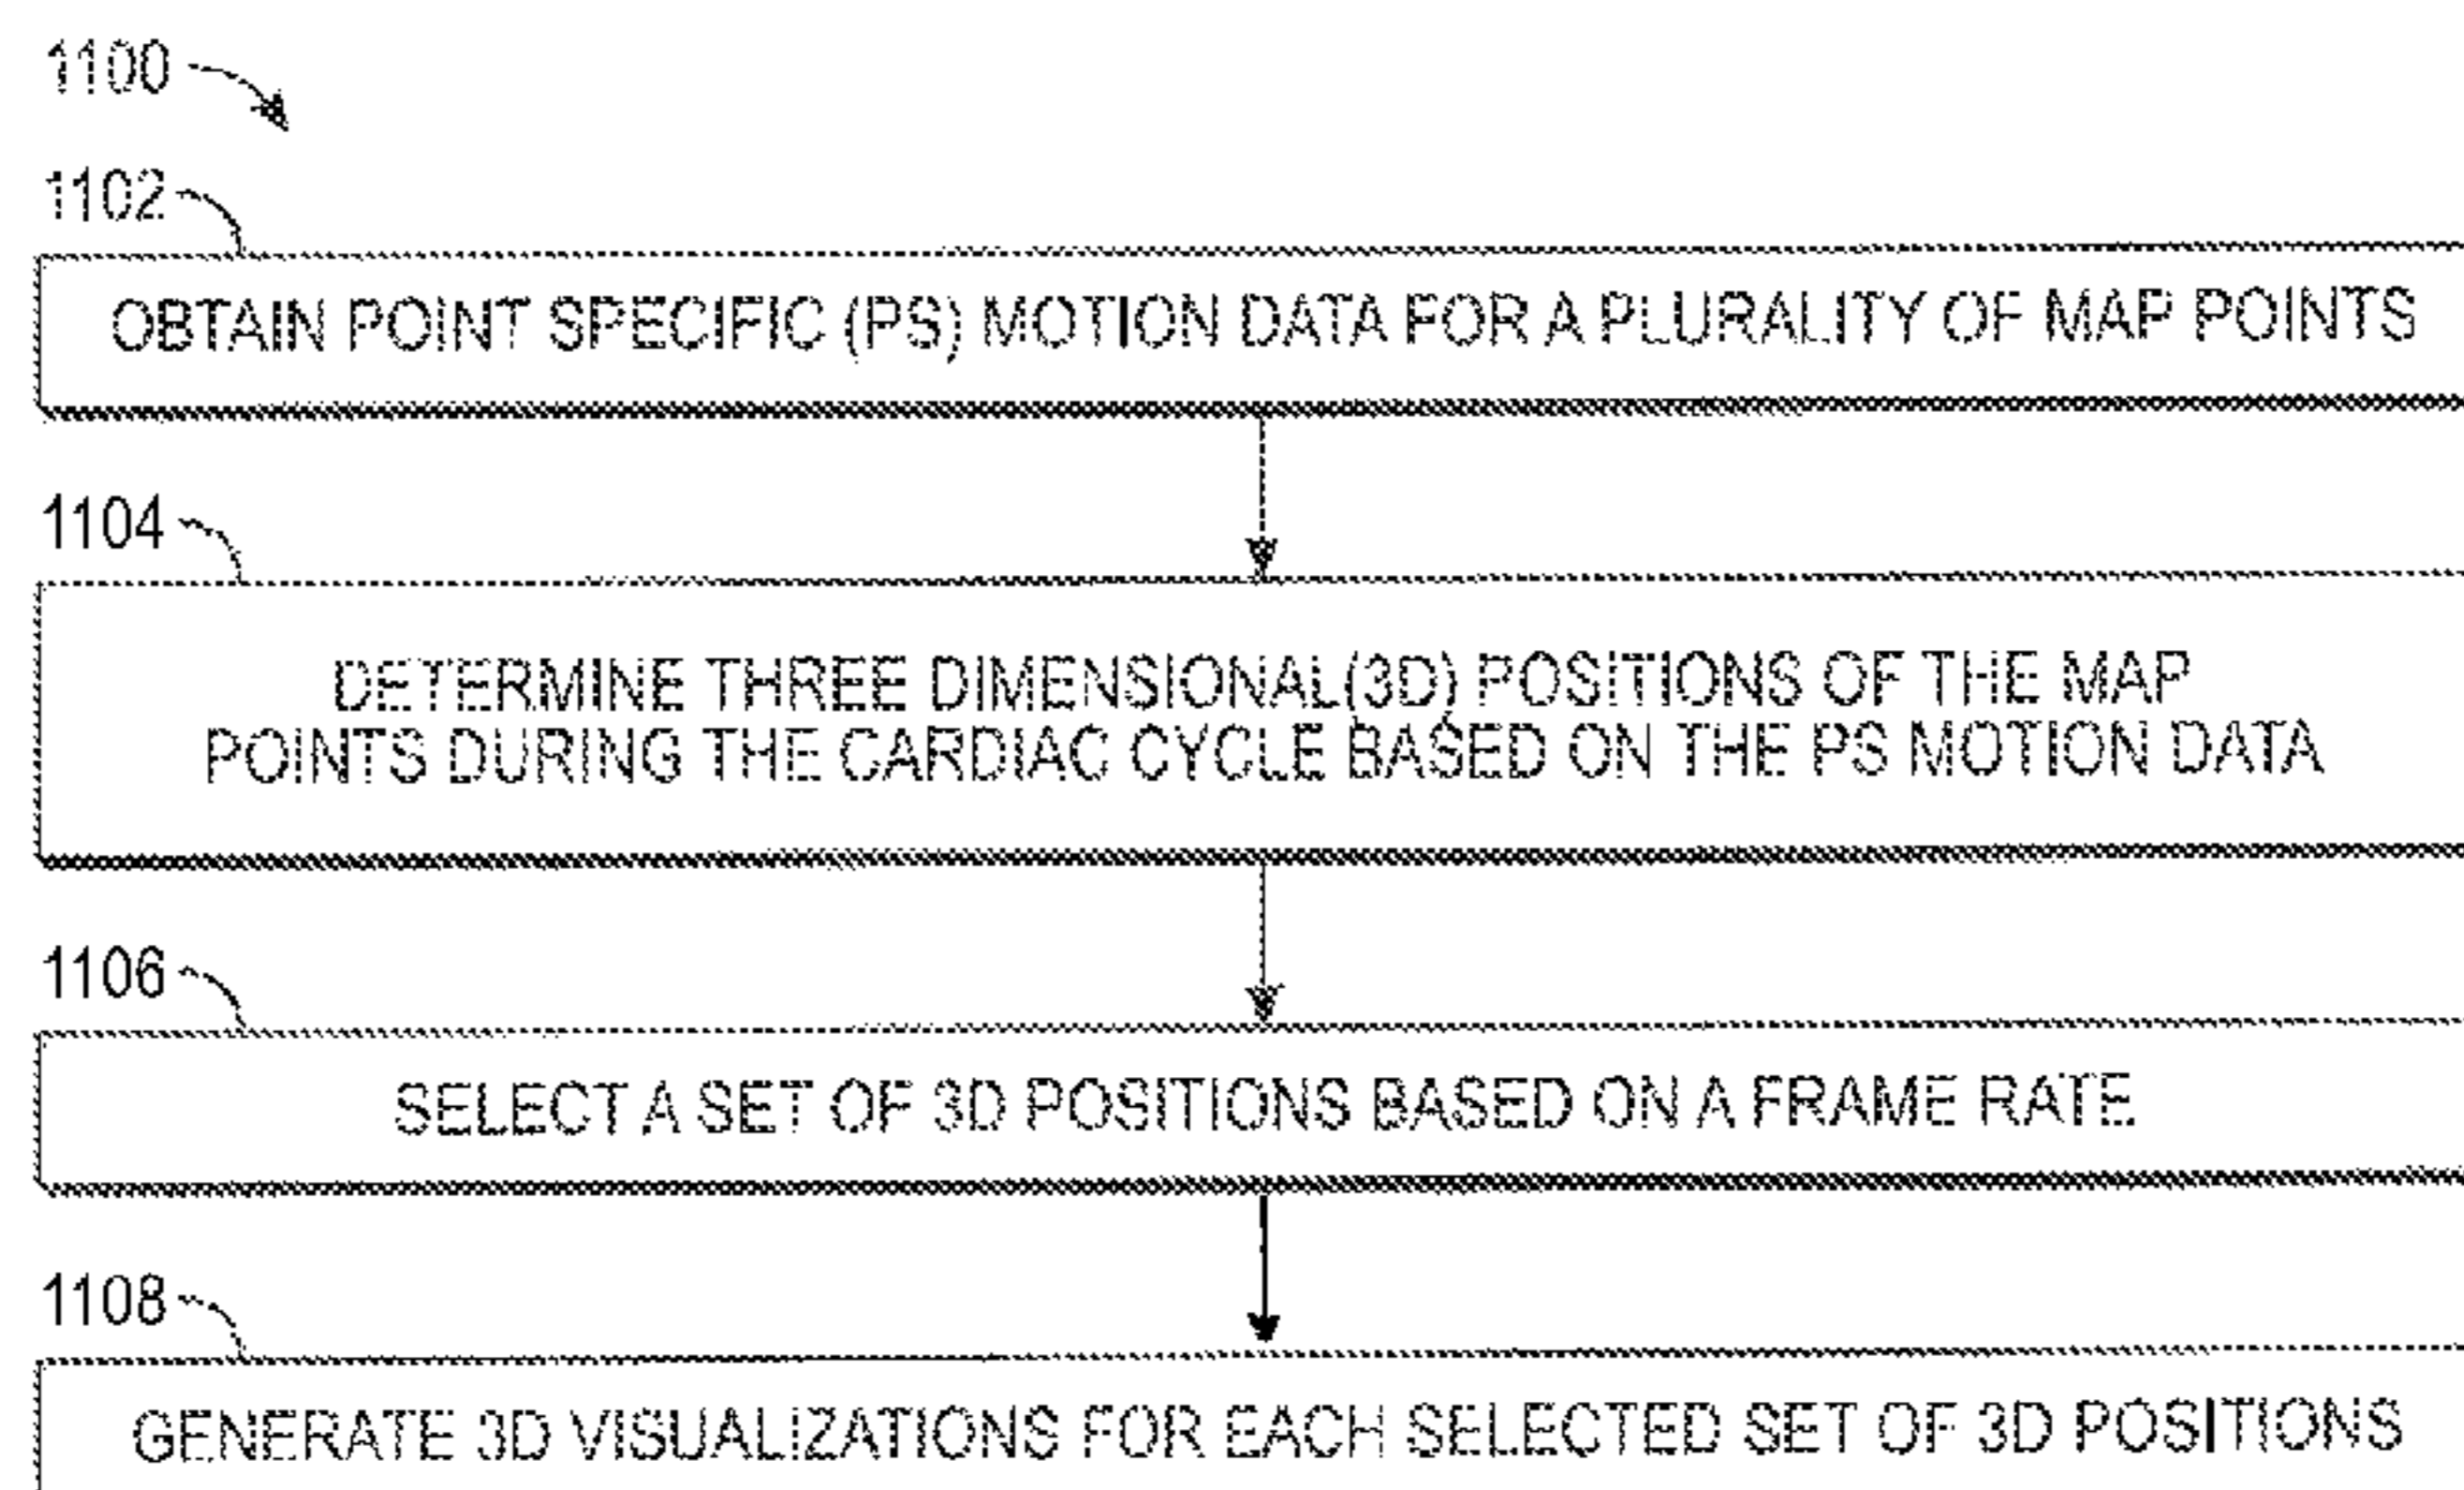 1100
1102
OBTAIN POINT SPECIFIC (PS) MOTION DATA FOR A PLURALITY OF MAP POINTS
1104
DETERMINE THREE DIMENSIONAL(3D) POSITIONS OF THE MAP
POINTS DURING THE CARDIAC CYCLE BASED ON THE PS MOTION DATA
1106
SELECT A SET OF 3D POSITIONS BASED ON A FRAME RATE
1108
GENERATE 3D VISUALIZATIONS FOR EACH SELECTED SET OF 3D POSITIONS